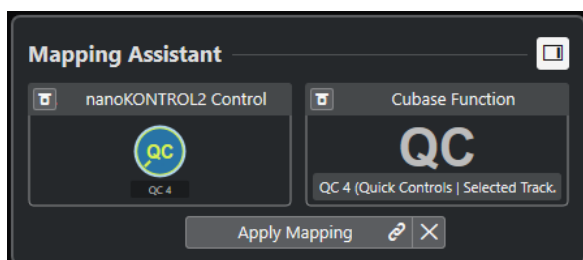 Mapping Assistant
nanoKONTROL2 Control
Cubase Function
QC
QC 4
QC
QC 4 (Quick Controls | Selected Track.
Apply Mapping